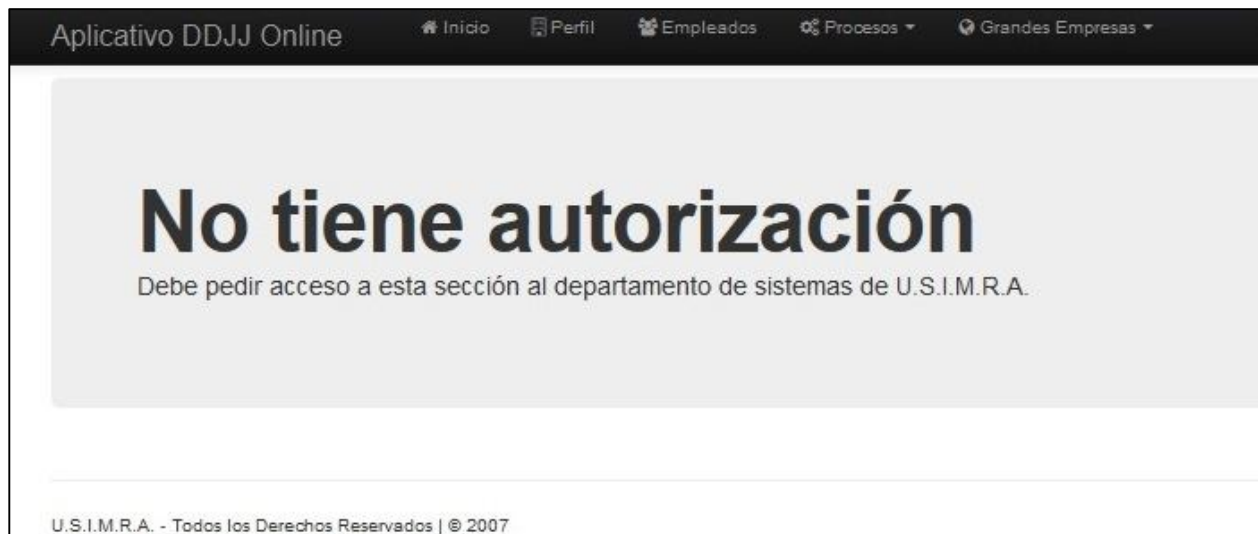 Aplicativo DDJJ Online Inicio Perfil Empleados Procesos Grandes Empresas
No tiene autorización
Debe pedir acceso a esta sección al departamento de sistemas de U.S.I.M.R.A.
U.S.I.M.R.A. - Todos los Derechos Reservados | © 2007